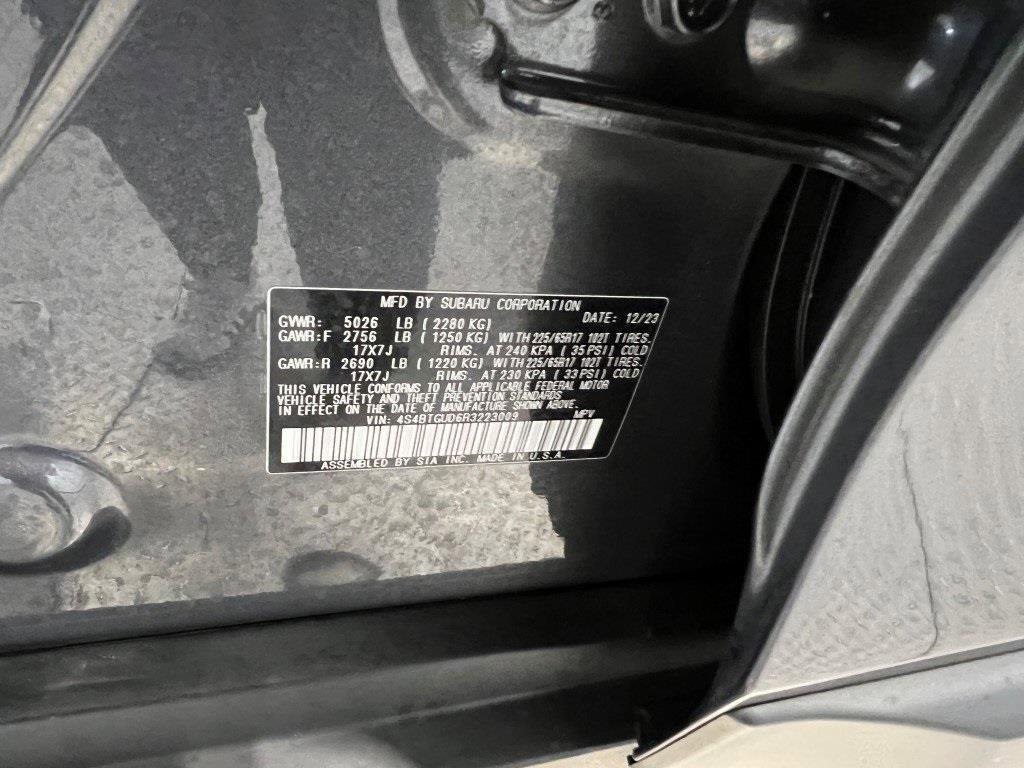 MFD BY SUBARU CORPORATION
GVWR: 5026 LB (2280 KG) DATE: 12/23
GAWR:F 2756 LB (1250 KG) WITH 225/65R17 102T TIRES.
17X7J RIMS. AT 240 KPA (35 PSI) COLD
GAWR:R 2690 LB (1220 KG) WITH 225/65R17 102T TIRES.
17X7J RIMS. AT 230 KPA (33 PSI) COLD
THIS VEHICLE CONFORMS TO ALL APPLICABLE FEDERAL MOTOR
VEHICLE SAFETY AND THEFT PREVENTION STANDARDS
IN EFFECT ON THE DATE OF MANUFACTURE SHOWN ABOVE.
VIN: 4S4BTGUD6R3223009 MPV
ASSEMBLED BY SIA INC. MADE IN U.S.A.